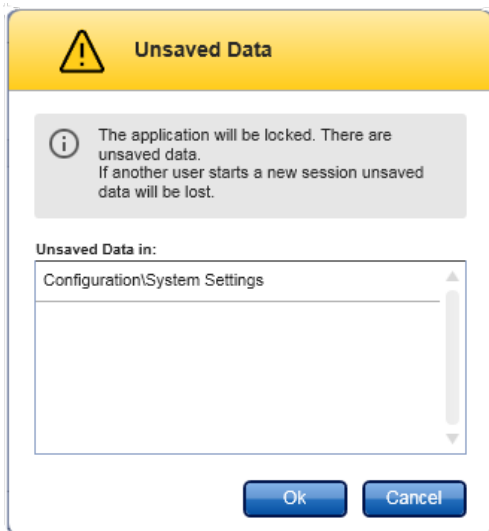 Unsaved Data
The application will be locked. There are
unsaved data.
If another user starts a new session unsaved
data will be lost.
Unsaved Data in:
Configuration\System Settings
Ok Cancel